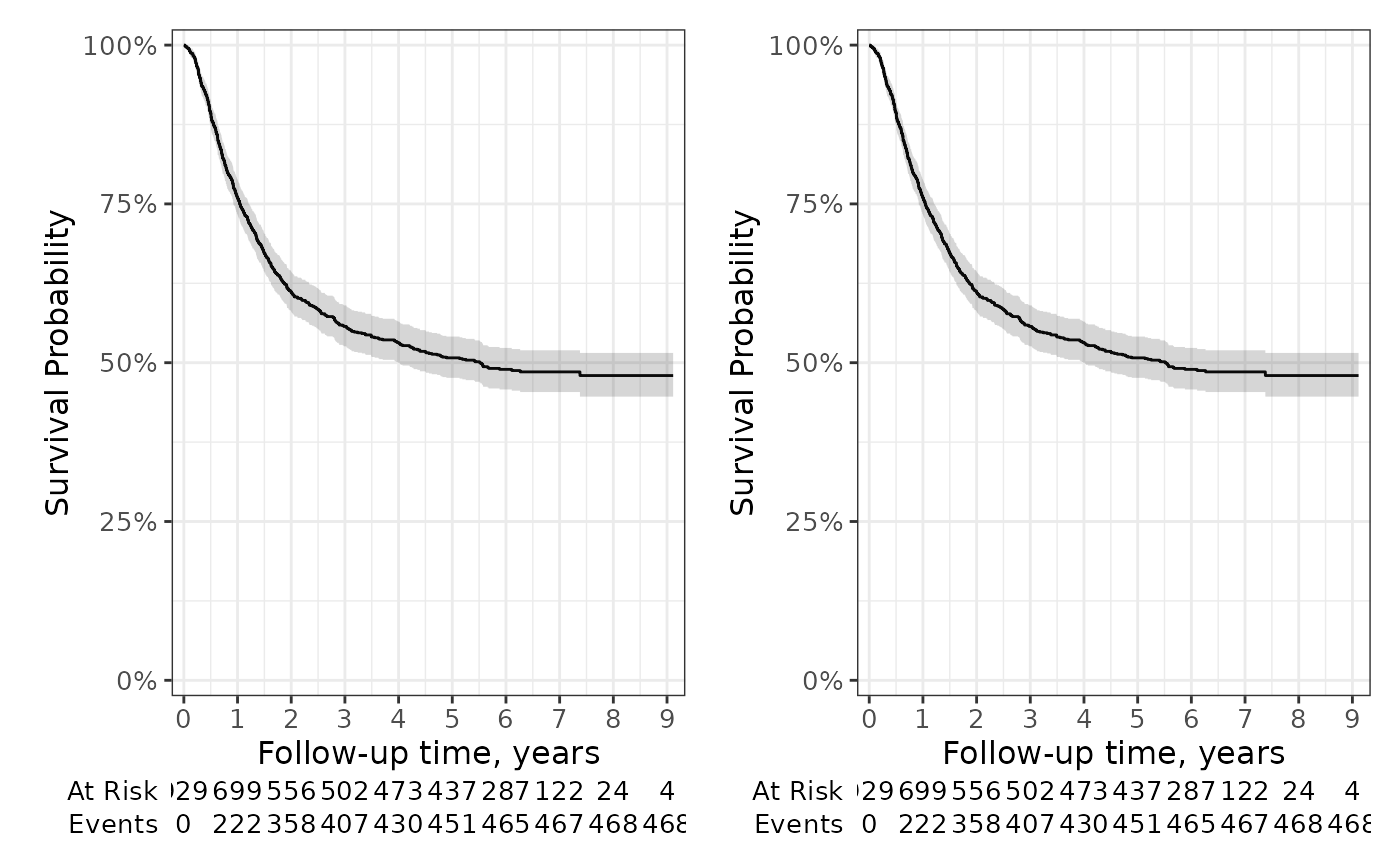 100%
75%
50%
25%
0%
Survival Probability
0 1 2 3 4 5 6 7 8 9
Follow-up time, years
At Risk 29 699 556 502 473 437 287 122 24 4
Events 0 222 358 407 430 451 465 467 468 468
100%
75%
50%
25%
0%
Survival Probability
0 1 2 3 4 5 6 7 8 9
Follow-up time, years
At Risk 29 699 556 502 473 437 287 122 24 4
Events 0 222 358 407 430 451 465 467 468 468